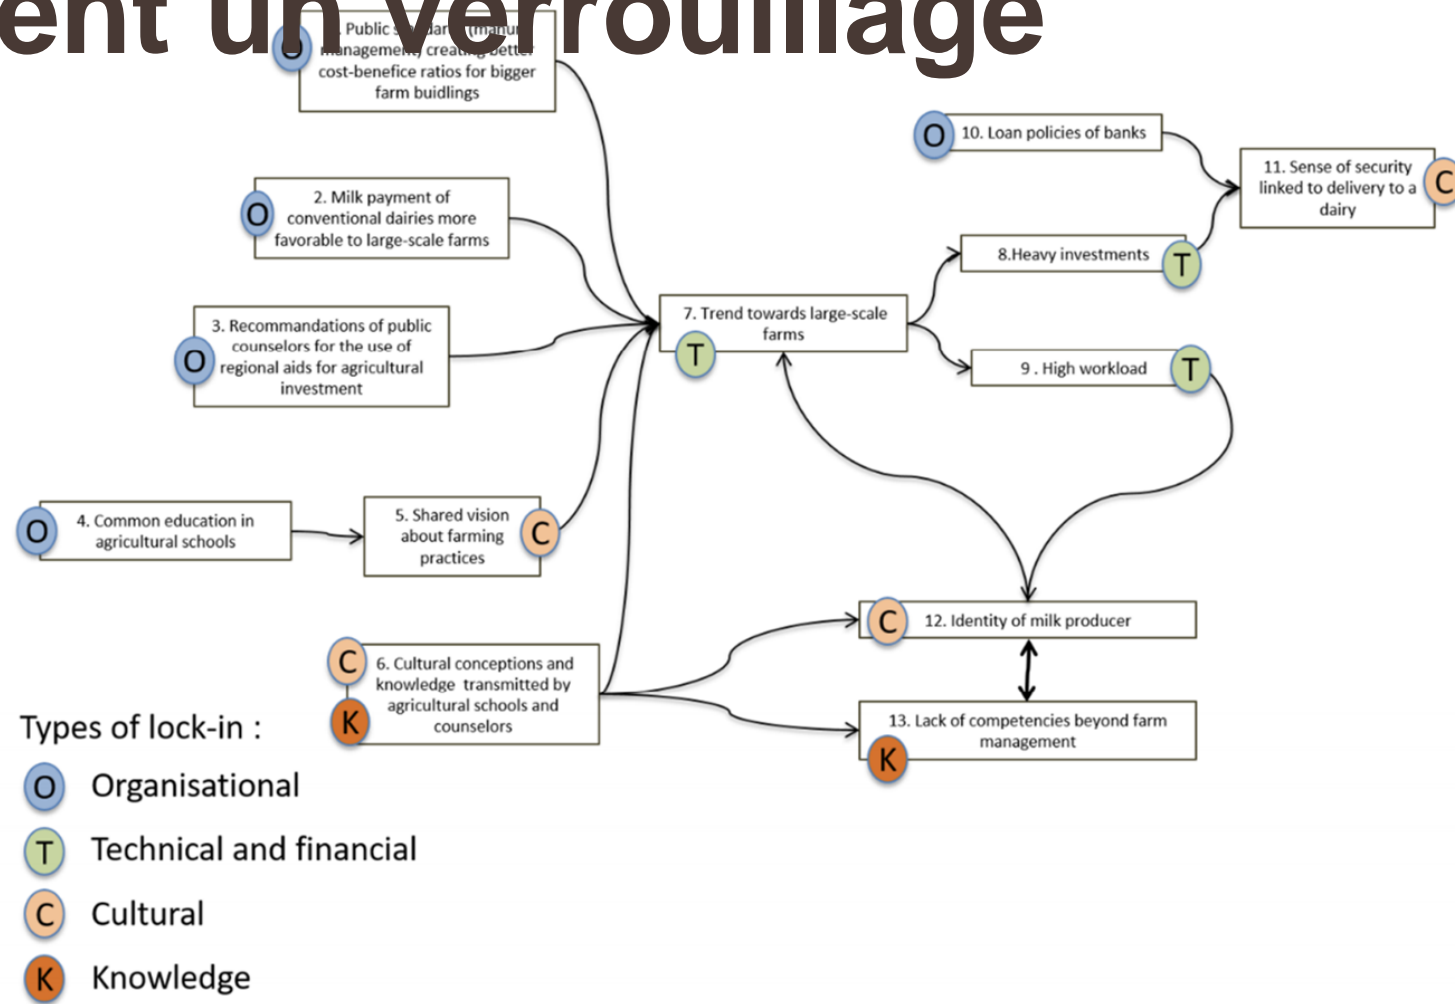 ent un verrouillage
O
Public standards (manure
management) creating better
cost-benefice ratios for bigger
farm buidlings
O
2. Milk payment of
conventional dairies more
favorable to large-scale farms
O
3. Recommandations of public
counselors for the use of
regional aids for agricultural
investment
O
4. Common education in
agricultural schools
5. Shared vision
about farming
practices
C
C
K
6. Cultural conceptions and
knowledge transmitted by
agricultural schools and
counselors
7. Trend towards large-scale
farms
T
O
10. Loan policies of banks
8.Heavy investments
T
9 . High workload
T
11. Sense of security
linked to delivery to a
dairy
C
C
12. Identity of milk producer
13. Lack of competencies beyond farm
management
K
Types of lock-in :
O Organisational
T Technical and financial
C Cultural
K Knowledge